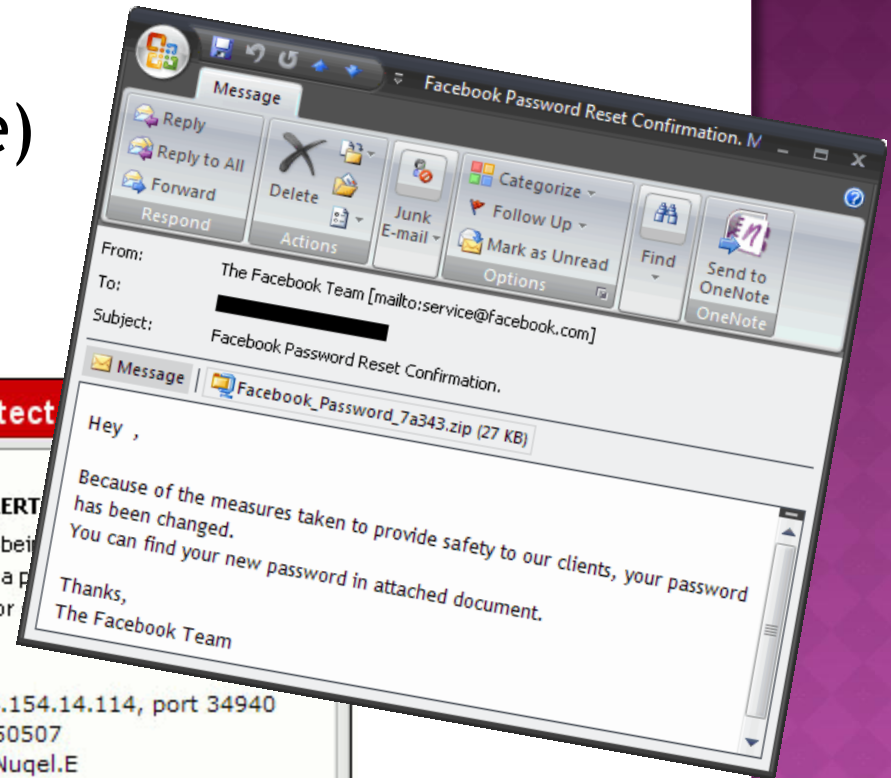 e)
Facebook Password Reset Confirmation. M
Message
Reply
Reply to All
Forward
Respond
Delete
Actions
Junk
E-mail
Categorize
Follow Up
Mark as Unread
Options
Find
Send to
OneNote
OneNote
From: The Facebook Team [mailto:service@facebook.com]
To:
Subject: Facebook Password Reset Confirmation.
Message
Facebook_Password_7a343.zip (27 KB)
Hey ,
Because of the measures taken to provide safety to our clients, your password
has been changed.
You can find your new password in attached document.
Thanks,
The Facebook Team
tect
ERT
bei
a p
or
.154.14.114, port 34940
50507
Nuqel.E